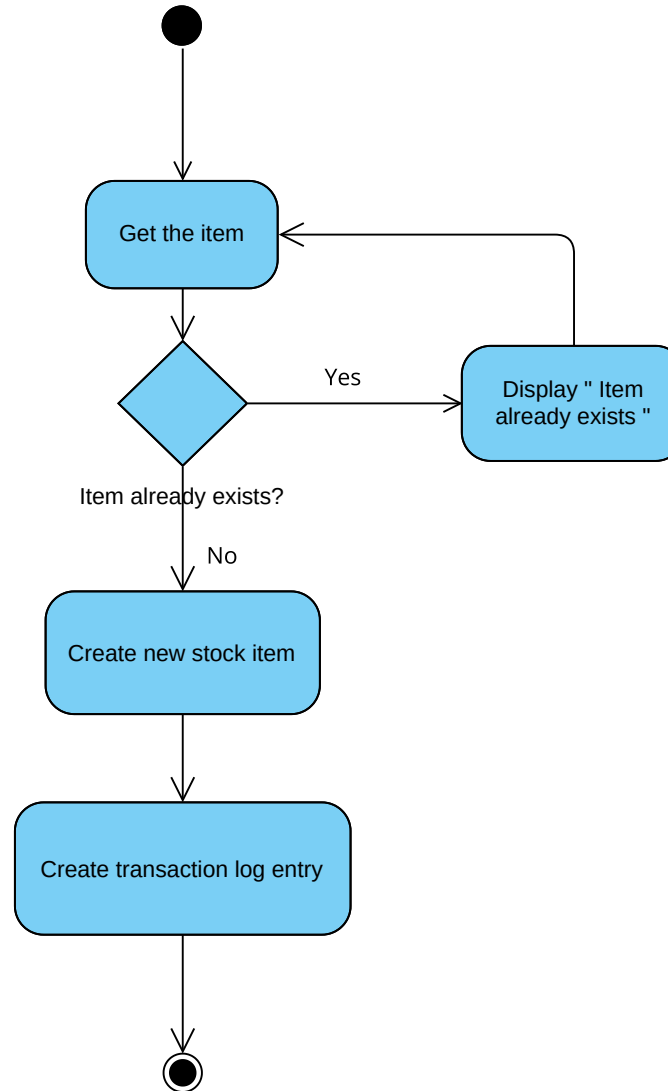 Get the item
Yes
Display " Item
already exists "
Item already exists?
No
Create new stock item
Create transaction log entry